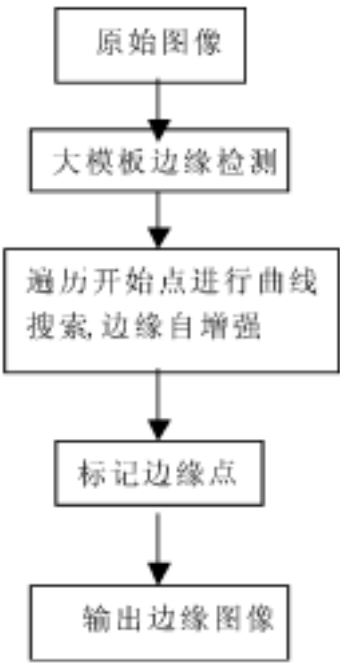 原始图像
大模板边缘检测
遍历开始点进行曲线
搜索,边缘自增强
标记边缘点
输出边缘图像